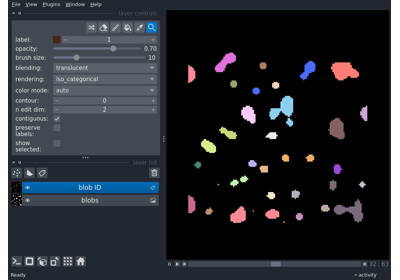 File View Plugins Window Help
layer controls
label: 1
opacity: 0.70
brush size: 10
blending: translucent
rendering: iso_categorical
color mode: auto
contour: 0
n edit dim: 2
contiguous:
preserve
labels:
show
selected:
layer list
blob ID
blobs
32 63
Ready
activity